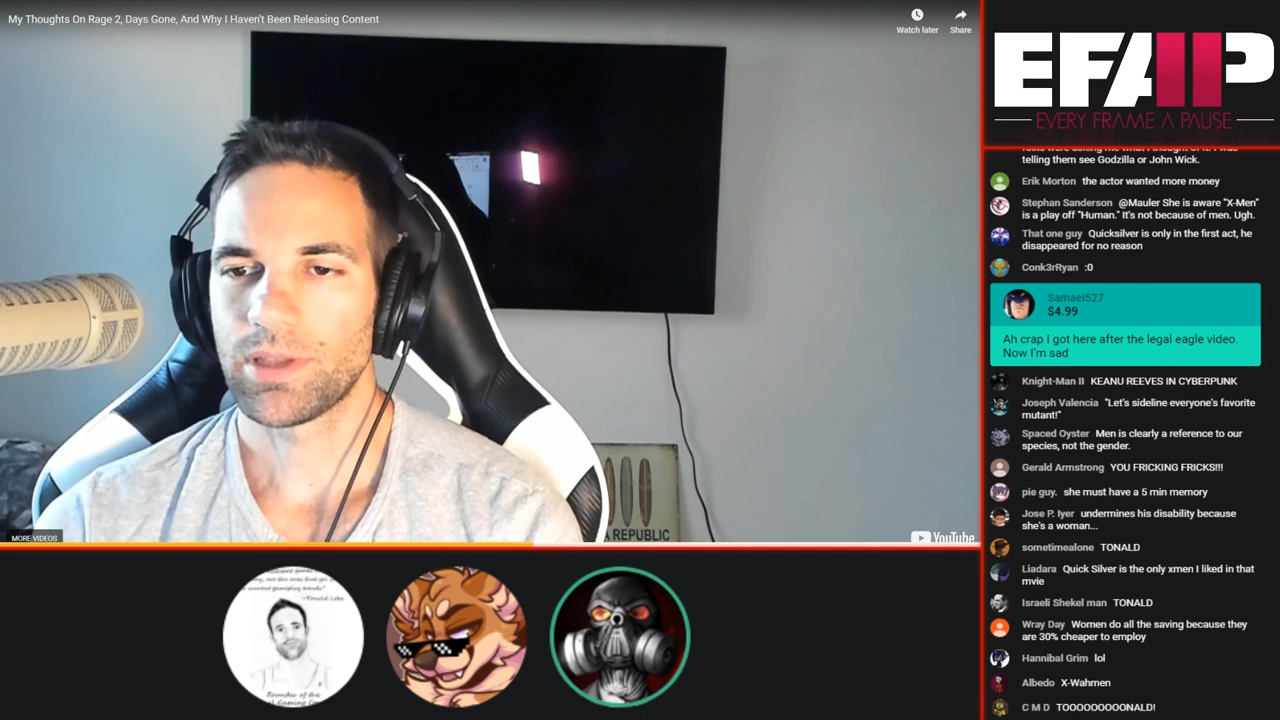 My Thoughts On Rage 2, Days Gone, And Why I Haven't Been Releasing Content
Watch later
Share
MORE VIDEOS
YouTube
A REPUBLIC
EFAP
EVERY FRAME A PAUSE
telling them see Godzilla or John Wick.
Erik Morton the actor wanted more money
Stephan Sanderson @Mauler She is aware "X-Men"
is a play off "Human." It's not because of men. Ugh.
That one guy Quicksilver is only in the first act, he
disappeared for no reason
Conk3rRyan :0
Samael527
$4.99
Ah crap I got here after the legal eagle video.
Now I'm sad
Knight-Man II KEANU REEVES IN CYBERPUNK
Joseph Valencia "Let's sideline everyone's favorite
mutant!"
Spaced Oyster Men is clearly a reference to our
species, not the gender.
Gerald Armstrong YOU FRICKING FRICKS!!!
pie guy. she must have a 5 min memory
Jose P. Iyer undermines his disability because
she's a woman...
sometimealone TONALD
Liadara Quick Silver is the only xmen I liked in that
mvie
Israeli Shekel man TONALD
Wray Day Women do all the saving because they
are 30% cheaper to employ
Hannibal Grim lol
Albedo X-Wahmen
C M D TOOOOOOOOONALD!
~Tonald Loke
Founder of the